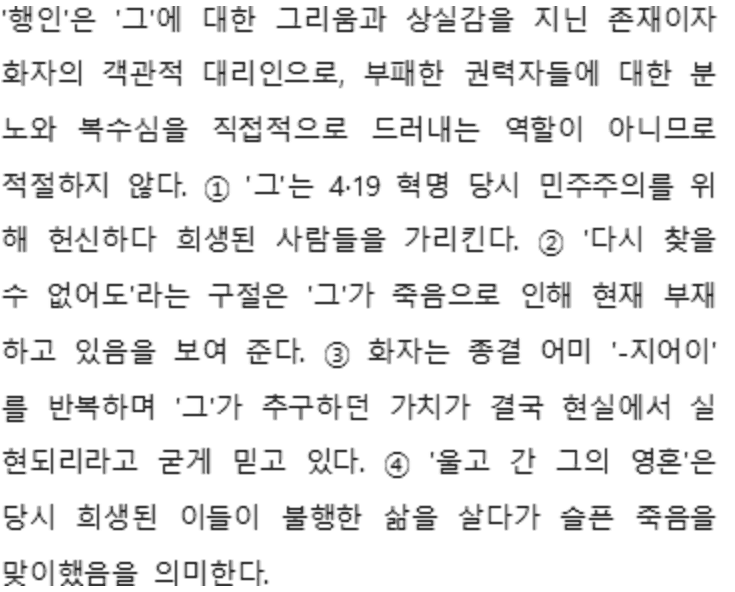 '행인'은 '그'에 대한 그리움과 상실감을 지닌 존재이자
화자의 객관적 대리인으로, 부패한 권력자들에 대한 분
노와 복수심을 직접적으로 드러내는 역할이 아니므로
적절하지 않다. ① '그'는 4·19 혁명 당시 민주주의를 위
해 헌신하다 희생된 사람들을 가리킨다. ② '다시 찾을
수 없어도'라는 구절은 '그'가 죽음으로 인해 현재 부재
하고 있음을 보여 준다. ③ 화자는 종결 어미 '-지어이'
를 반복하며 '그'가 추구하던 가치가 결국 현실에서 실
현되리라고 굳게 믿고 있다. ④ '울고 간 그의 영혼'은
당시 희생된 이들이 불행한 삶을 살다가 슬픈 죽음을
맞이했음을 의미한다.